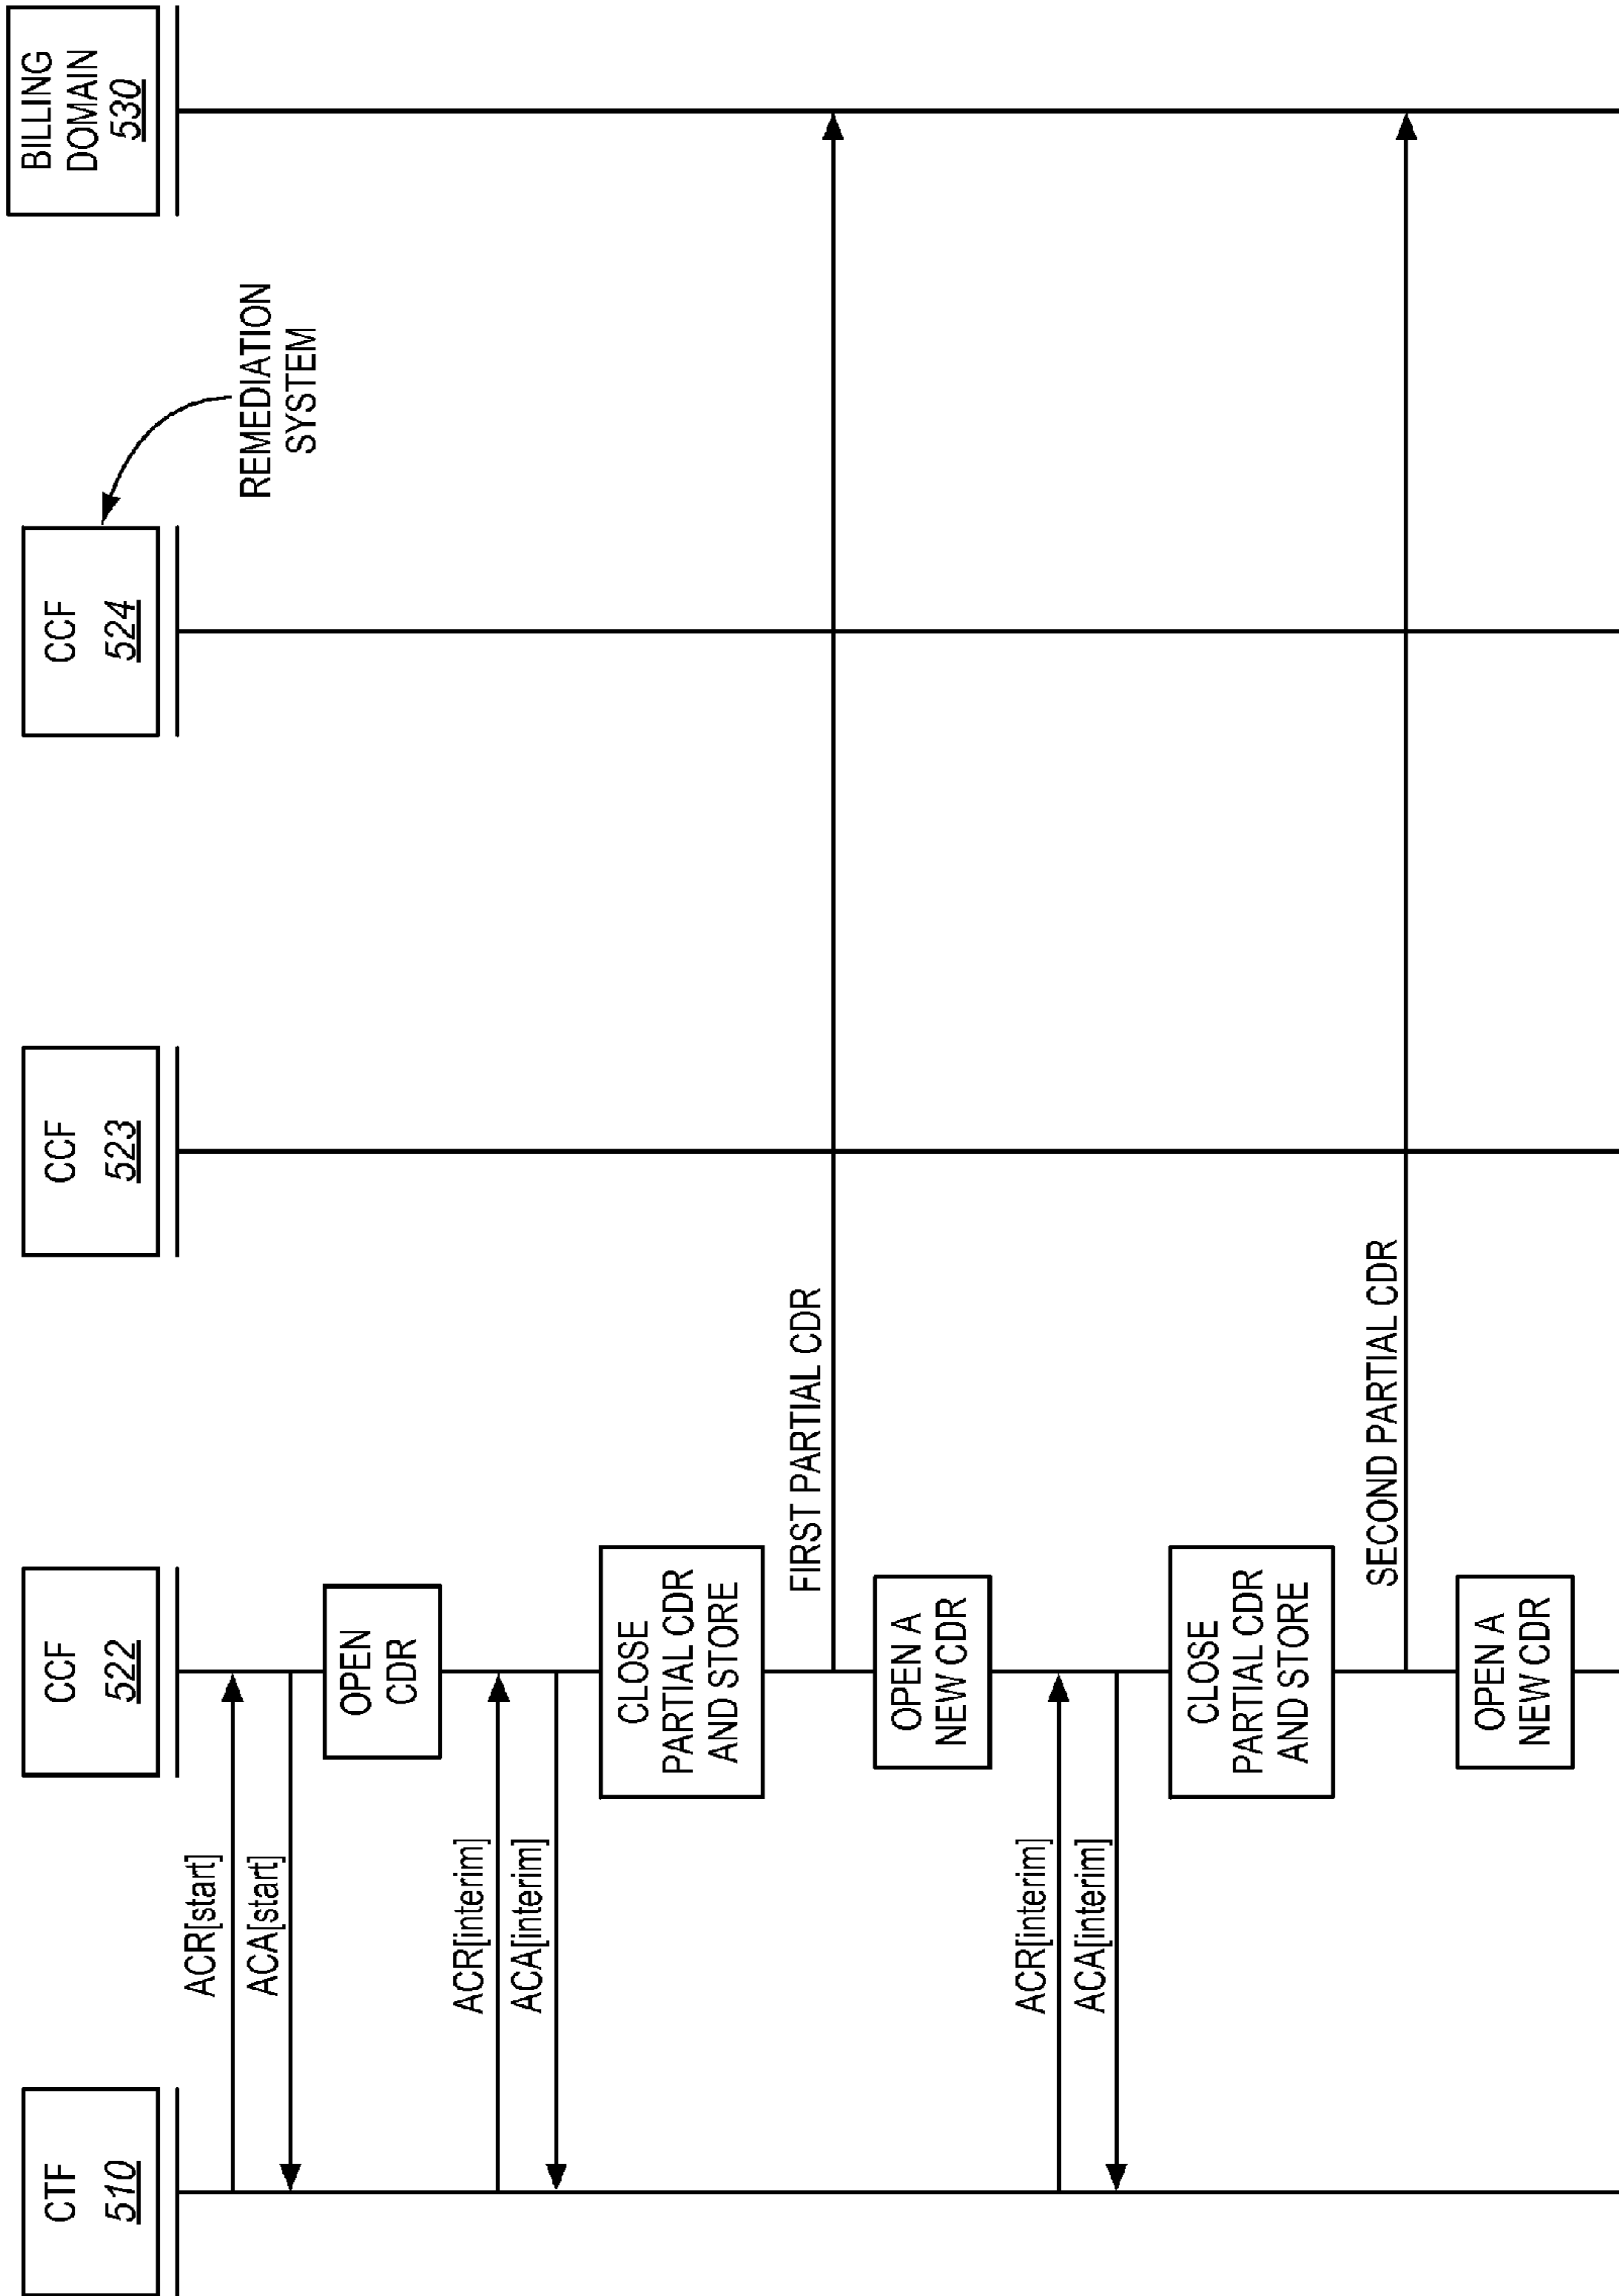 CTF
510
CCF
522
CCF
523
CCF
524
BILLING
DOMAIN
530
REMEDIATION
SYSTEM
ACR[start]
ACA[start]
OPEN
CDR
ACR[interim]
ACA[interim]
CLOSE
PARTIAL CDR
AND STORE
FIRST PARTIAL CDR
OPEN A
NEW CDR
ACR[interim]
ACA[interim]
CLOSE
PARTIAL CDR
AND STORE
SECOND PARTIAL CDR
OPEN A
NEW CDR